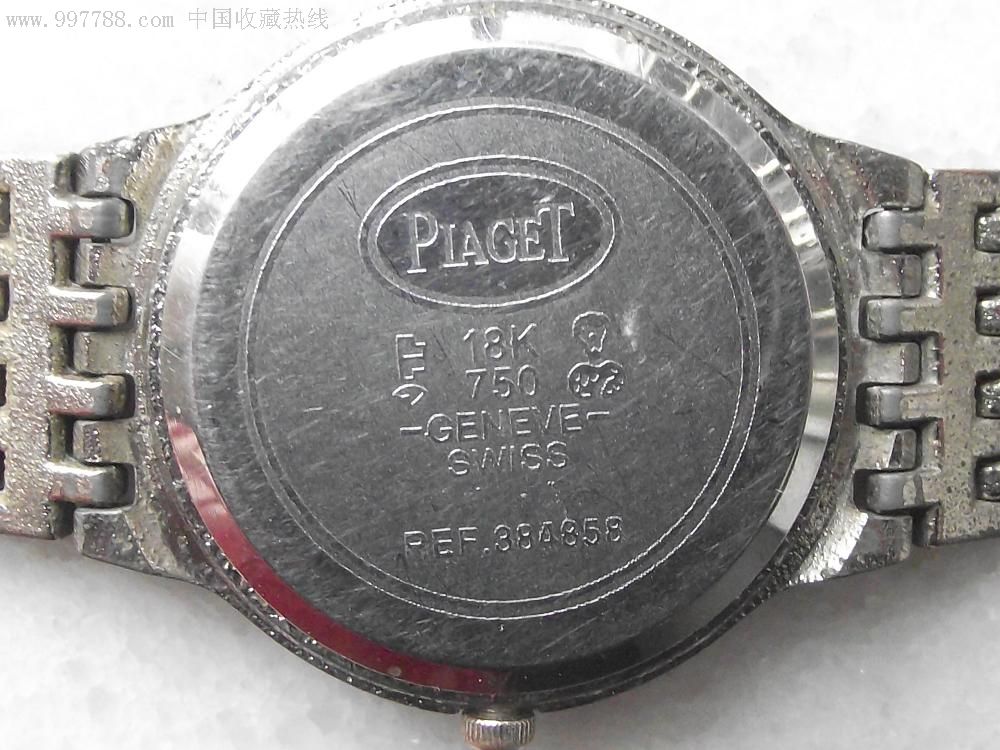 www.997788.com 中国收藏热线
PIAGET
18K
750
-GENEVE-
SWISS
REF.384858